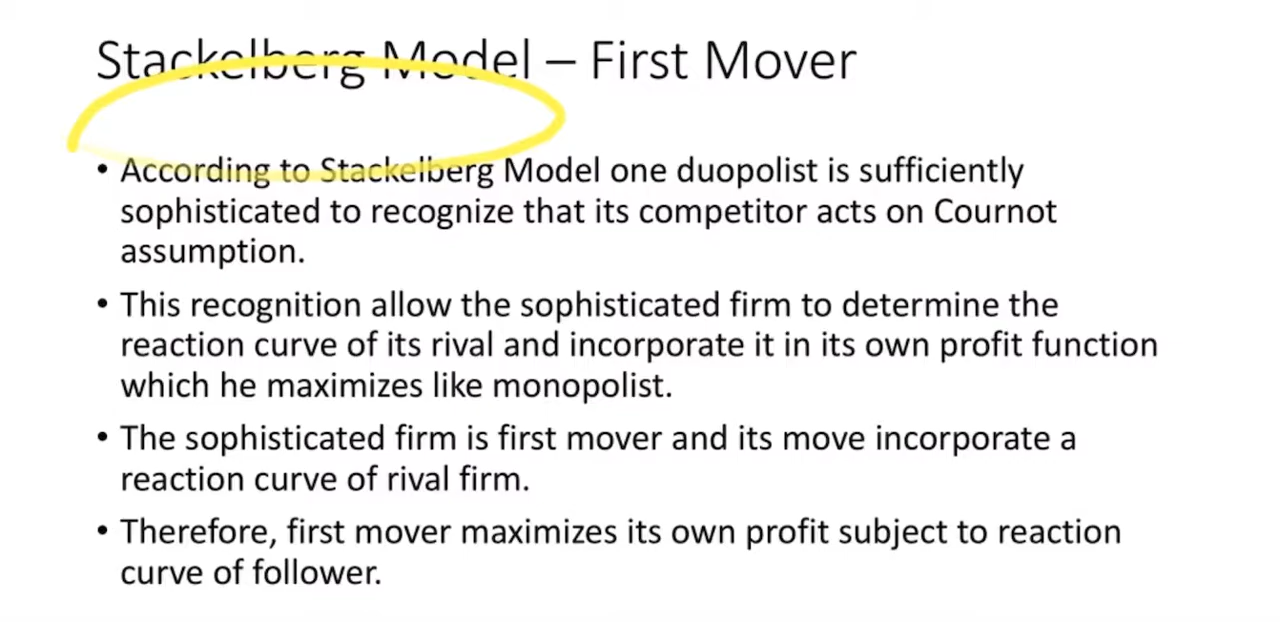 Stackelberg Model – First Mover
• According to Stackelberg Model one duopolist is sufficiently
sophisticated to recognize that its competitor acts on Cournot
assumption.
• This recognition allow the sophisticated firm to determine the
reaction curve of its rival and incorporate it in its own profit function
which he maximizes like monopolist.
• The sophisticated firm is first mover and its move incorporate a
reaction curve of rival firm.
• Therefore, first mover maximizes its own profit subject to reaction
curve of follower.